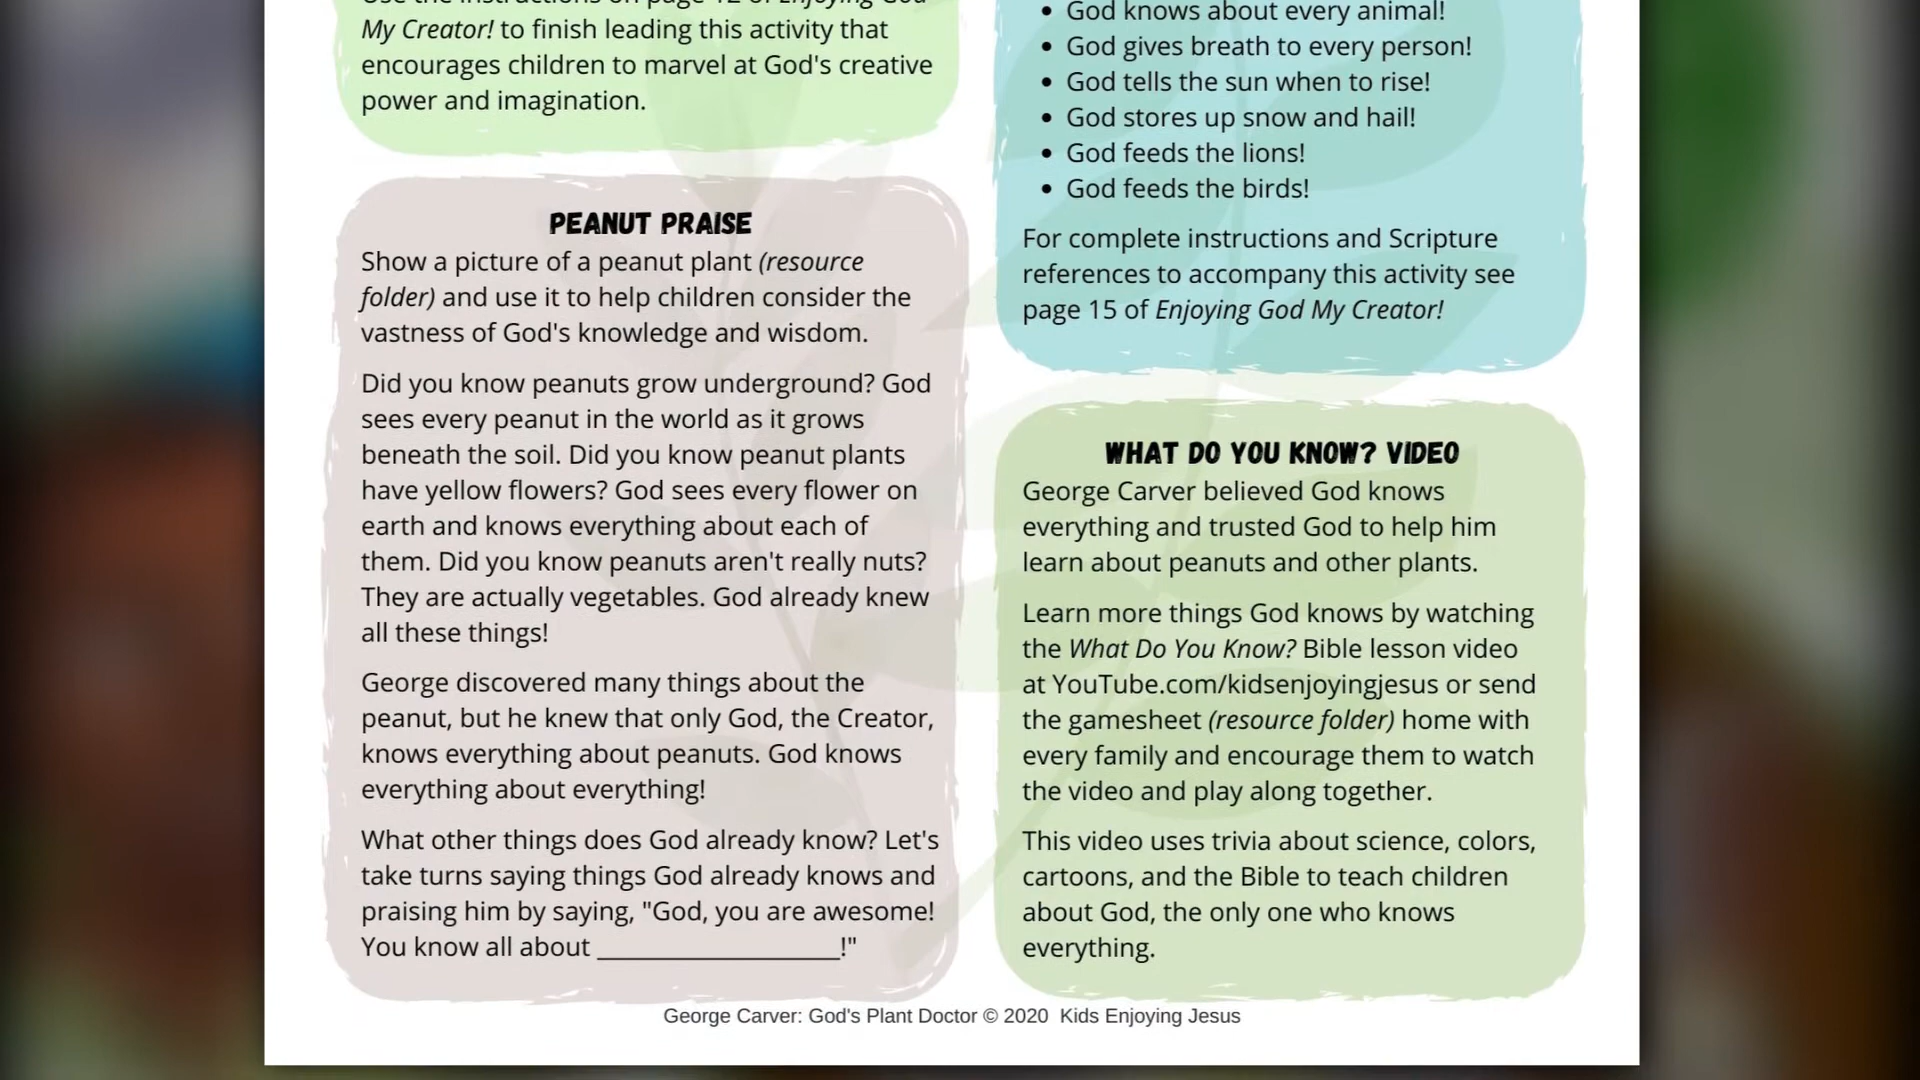 Use the instructions on page 12 of Enjoying God
My Creator! to finish leading this activity that
encourages children to marvel at God's creative
power and imagination.
PEANUT PRAISE
Show a picture of a peanut plant (resource
folder) and use it to help children consider the
vastness of God's knowledge and wisdom.
Did you know peanuts grow underground? God
sees every peanut in the world as it grows
beneath the soil. Did you know peanut plants
have yellow flowers? God sees every flower on
earth and knows everything about each of
them. Did you know peanuts aren't really nuts?
They are actually vegetables. God already knew
all these things!
George discovered many things about the
peanut, but he knew that only God, the Creator,
knows everything about peanuts. God knows
everything about everything!
What other things does God already know? Let's
take turns saying things God already knows and
praising him by saying, "God, you are awesome!
You know all about __________________!"
• God knows about every animal!
• God gives breath to every person!
• God tells the sun when to rise!
• God stores up snow and hail!
• God feeds the lions!
• God feeds the birds!
For complete instructions and Scripture
references to accompany this activity see
page 15 of Enjoying God My Creator!
WHAT DO YOU KNOW? VIDEO
George Carver believed God knows
everything and trusted God to help him
learn about peanuts and other plants.
Learn more things God knows by watching
the What Do You Know? Bible lesson video
at YouTube.com/kidsenjoyingjesus or send
the gamesheet (resource folder) home with
every family and encourage them to watch
the video and play along together.
This video uses trivia about science, colors,
cartoons, and the Bible to teach children
about God, the only one who knows
everything.
George Carver: God's Plant Doctor © 2020 Kids Enjoying Jesus